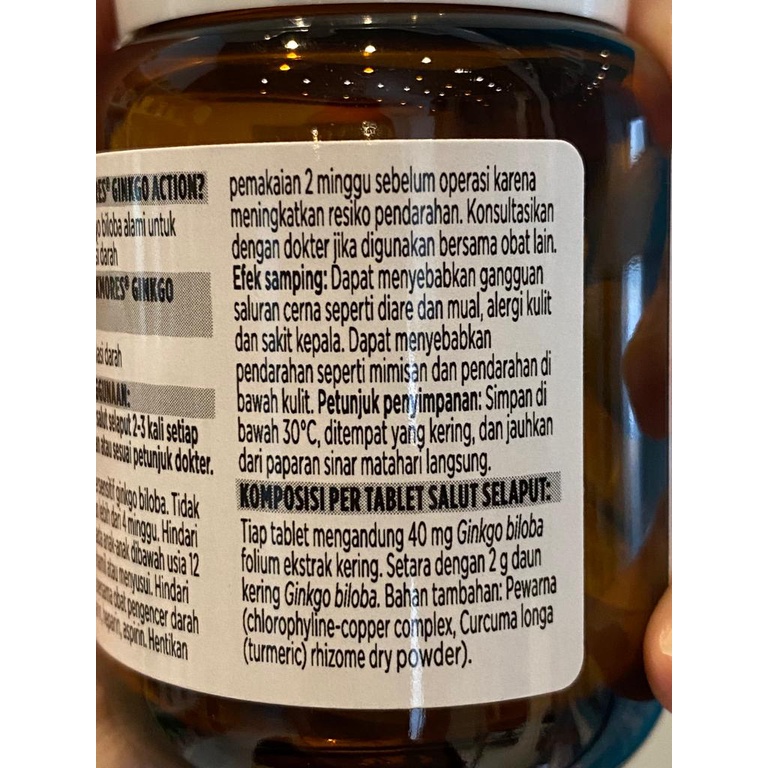 GINKGO ACTION?
biloba alami untuk
darah
GINKGO
darah
selaput 2-3 kali setiap
atau sesuai petunjuk dokter.
ginkgo biloba. Tidak
lebih dari 4 minggu. Hindari
anak-anak dibawah usia 12
atau menyusui. Hindari
obat pengencer darah
heparin, aspirin. Hentikan
pemakaian 2 minggu sebelum operasi karena
meningkatkan resiko pendarahan. Konsultasikan
dengan dokter jika digunakan bersama obat lain.
Efek samping: Dapat menyebabkan gangguan
saluran cerna seperti diare dan mual, alergi kulit
dan sakit kepala. Dapat menyebabkan
pendarahan seperti mimisan dan pendarahan di
bawah kulit. Petunjuk penyimpanan: Simpan di
bawah 30°C, ditempat yang kering, dan jauhkan
dari paparan sinar matahari langsung.
KOMPOSISI PER TABLET SALUT SELAPUT:
Tiap tablet mengandung 40 mg Ginkgo biloba
folium ekstrak kering. Setara dengan 2 g daun
kering Ginkgo biloba. Bahan tambahan: Pewarna
(chlorophyline-copper complex, Curcuma longa
(turmeric) rhizome dry powder).